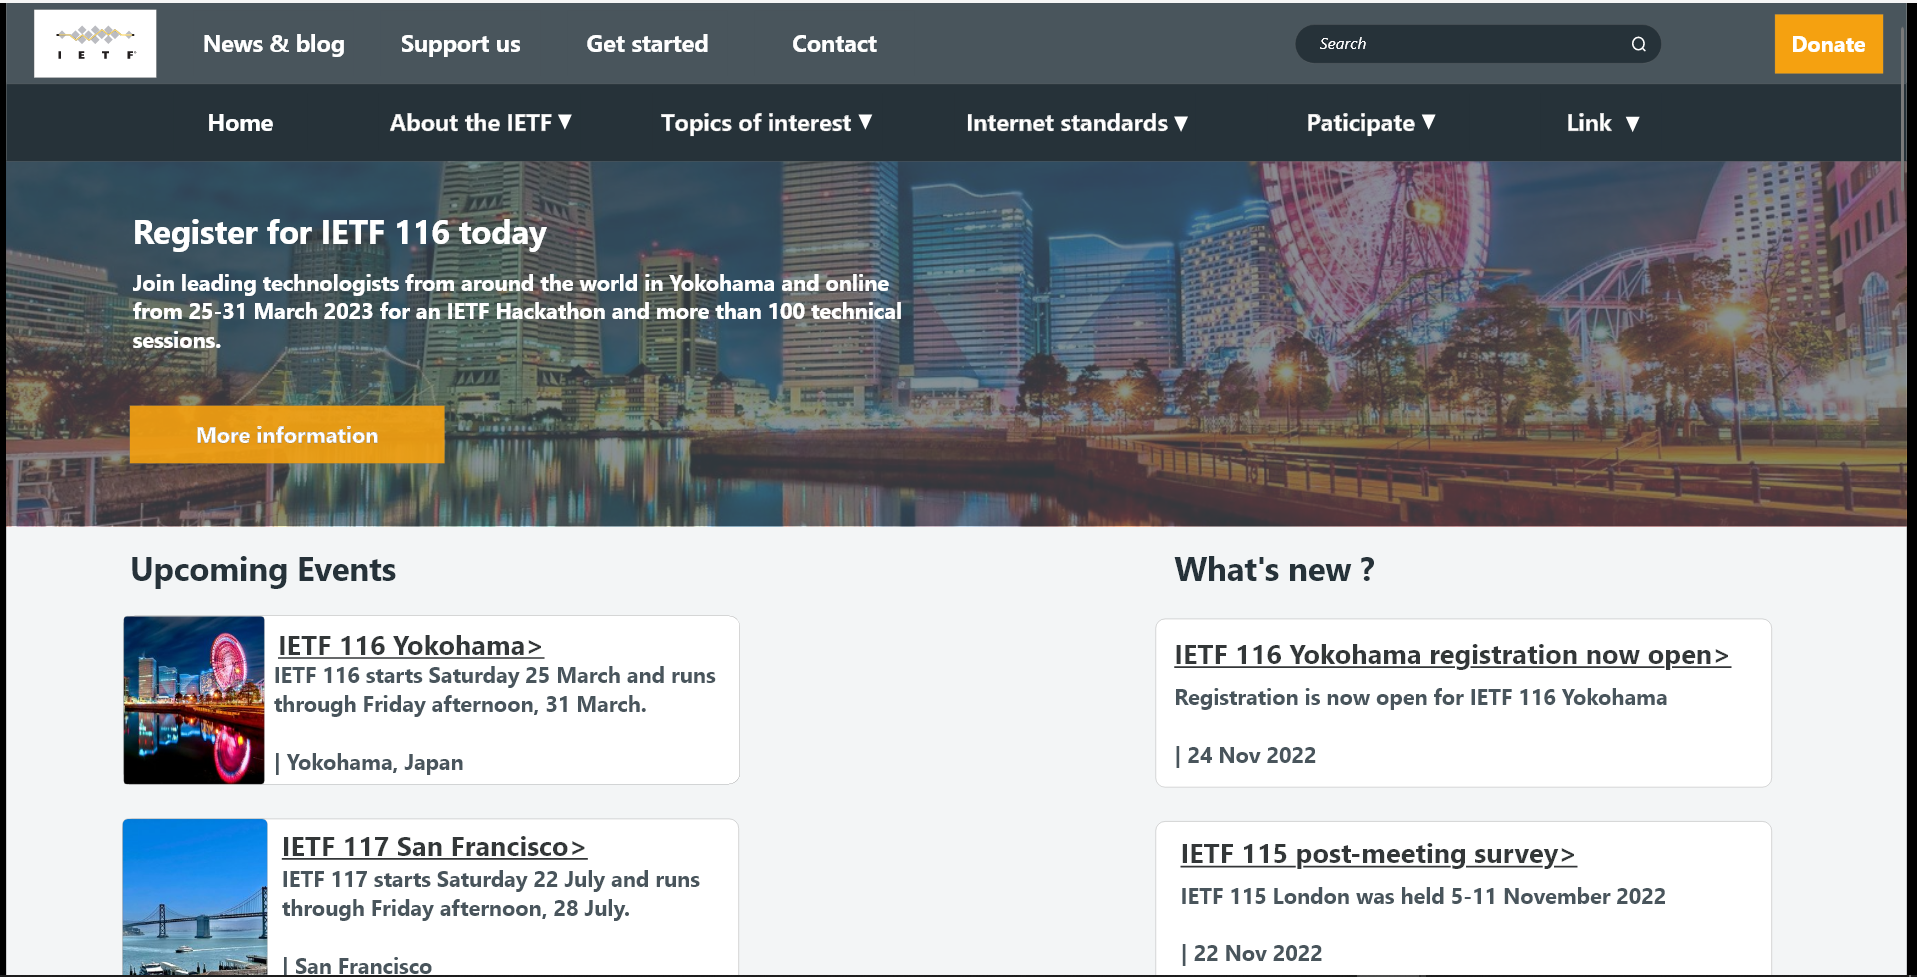 IETF
News & blog
Support us
Get started
Contact
Search
Donate
Home
About the IETF ▼
Topics of interest ▼
Internet standards ▼
Paticipate ▼
Link ▼
Register for IETF 116 today
Join leading technologists from around the world in Yokohama and online
from 25-31 March 2023 for an IETF Hackathon and more than 100 technical
sessions.
More information
Upcoming Events
IETF 116 Yokohama>
IETF 116 starts Saturday 25 March and runs
through Friday afternoon, 31 March.
| Yokohama, Japan
IETF 117 San Francisco>
IETF 117 starts Saturday 22 July and runs
through Friday afternoon, 28 July.
| San Francisco
What's new ?
IETF 116 Yokohama registration now open>
Registration is now open for IETF 116 Yokohama
| 24 Nov 2022
IETF 115 post-meeting survey>
IETF 115 London was held 5-11 November 2022
| 22 Nov 2022